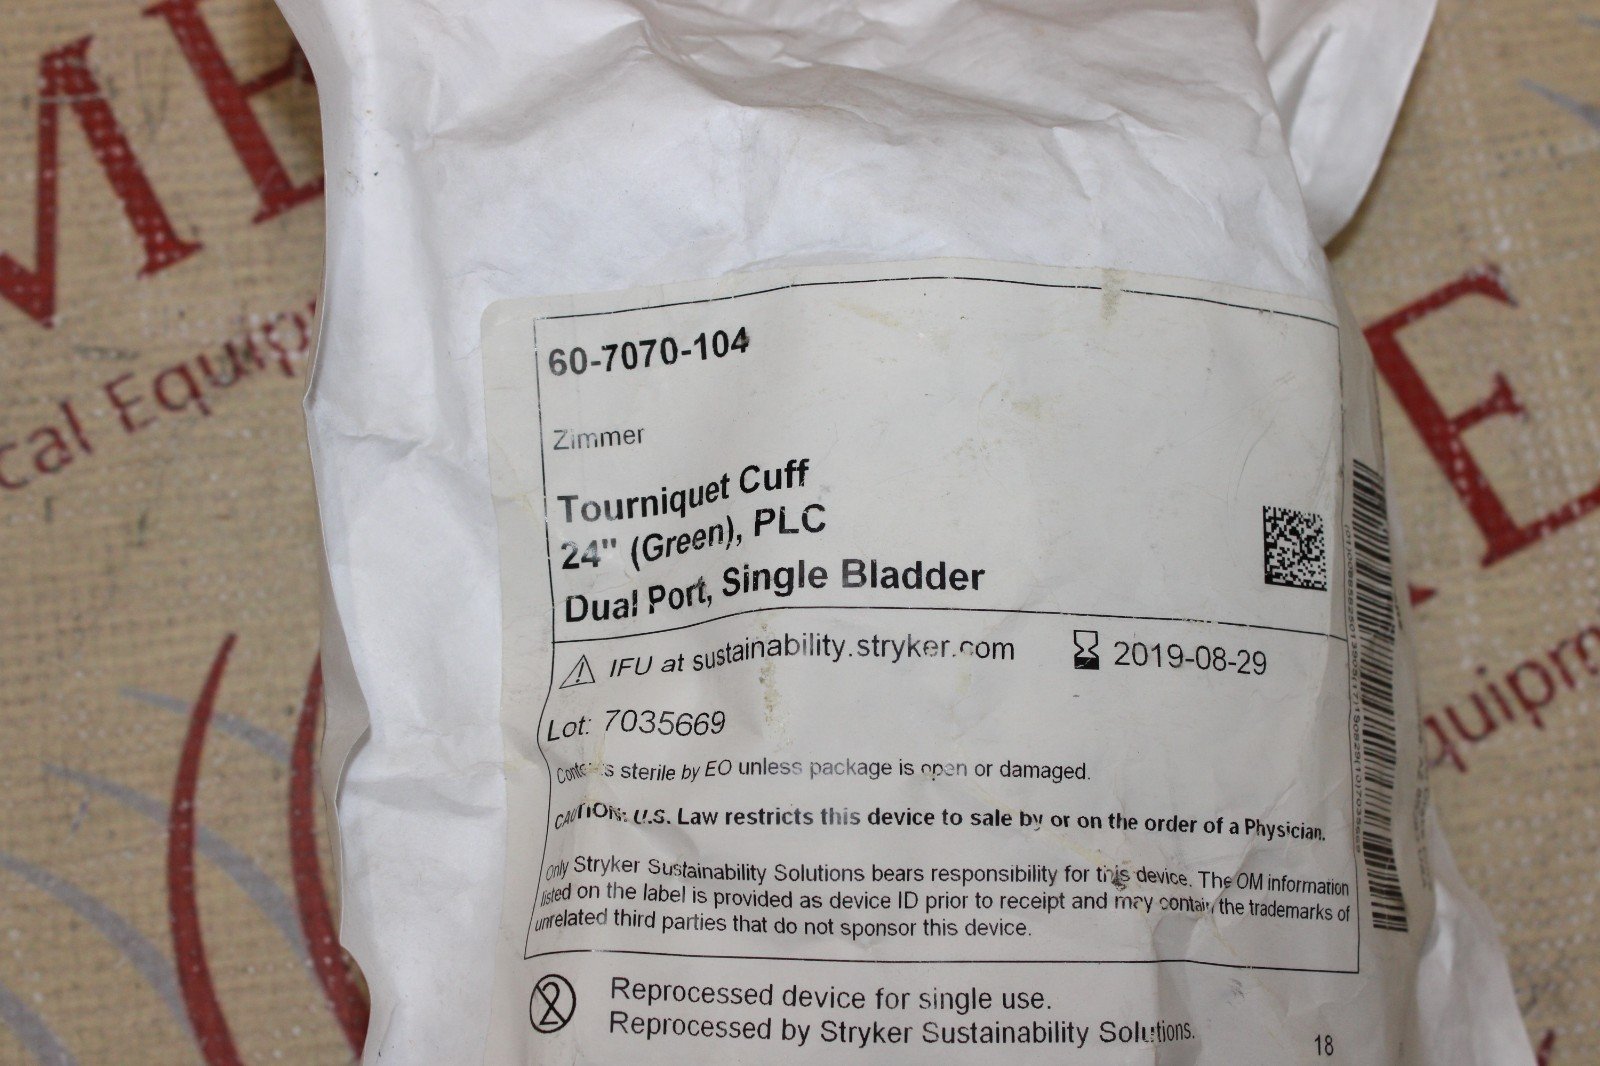 60-7070-104
Zimmer
Tourniquet Cuff
24" (Green), PLC
Dual Port, Single Bladder
IFU at sustainability.stryker.com
2019-08-29
Lot: 7035669
Contents sterile by EO unless package is open or damaged.
CAUTION: U.S. Law restricts this device to sale by or on the order of a Physician.
Only Stryker Sustainability Solutions bears responsibility for this device. The OM information
listed on the label is provided as device ID prior to receipt and may contain the trademarks of
unrelated third parties that do not sponsor this device.
2
Reprocessed device for single use.
Reprocessed by Stryker Sustainability Solutions.
18